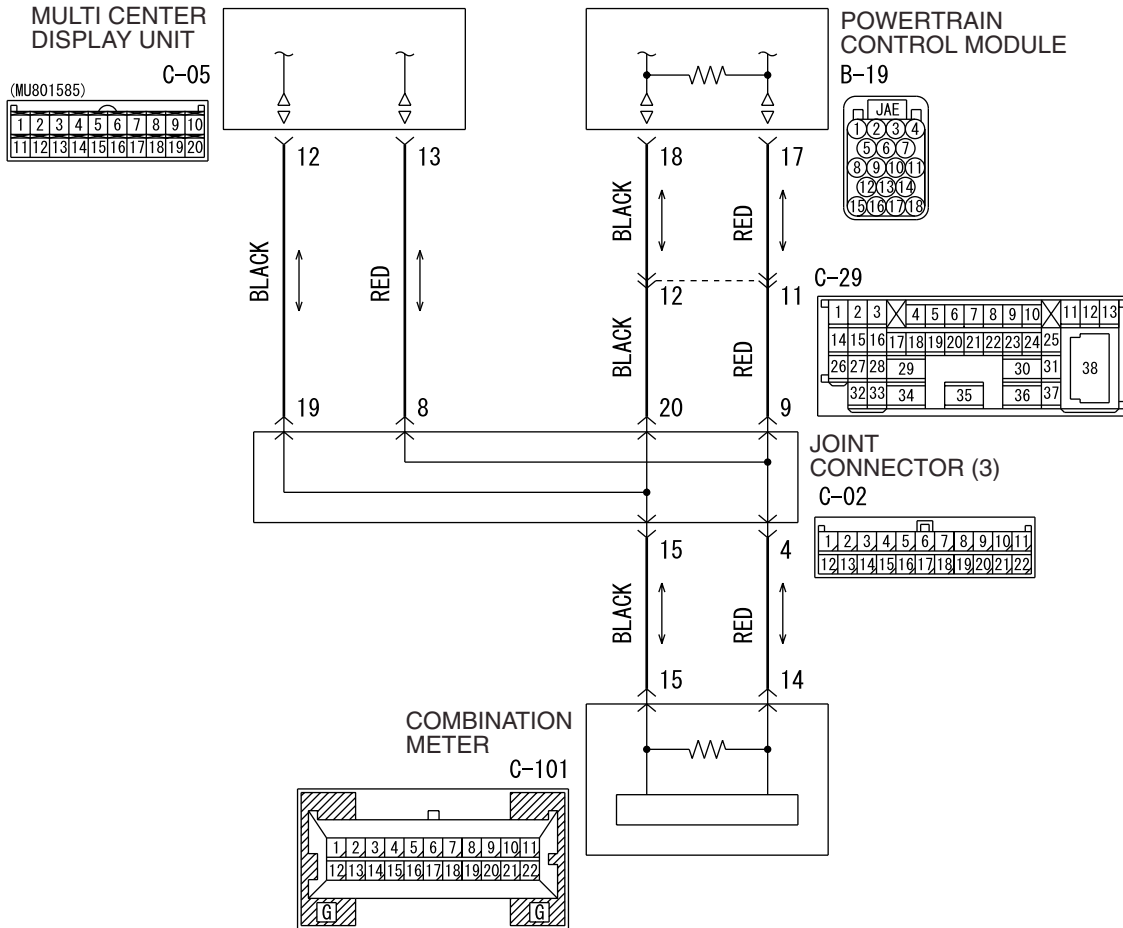 MULTI CENTER
DISPLAY UNIT
C-05
(MU801585)
1 2 3 4 5 6 7 8 9 10
11 12 13 14 15 16 17 18 19 20
POWERTRAIN
CONTROL MODULE
B-19
JAE
1 2 3 4
5 6 7
8 9 10 11
12 13 14
15 16 17 18
12 13 18 17
BLACK RED BLACK RED
12 11
BLACK RED
C-29
1 2 3 4 5 6 7 8 9 10 11 12 13
14 15 16 17 18 19 20 21 22 23 24 25
26 27 28 29 30 31 38
32 33 34 35 36 37
19 8 20 9
JOINT
CONNECTOR (3)
C-02
1 2 3 4 5 6 7 8 9 10 11
12 13 14 15 16 17 18 19 20 21 22
15 4
BLACK RED
15 14
COMBINATION
METER
C-101
1 2 3 4 5 6 7 8 9 10 11
12 13 14 15 16 17 18 19 20 21 22
G G